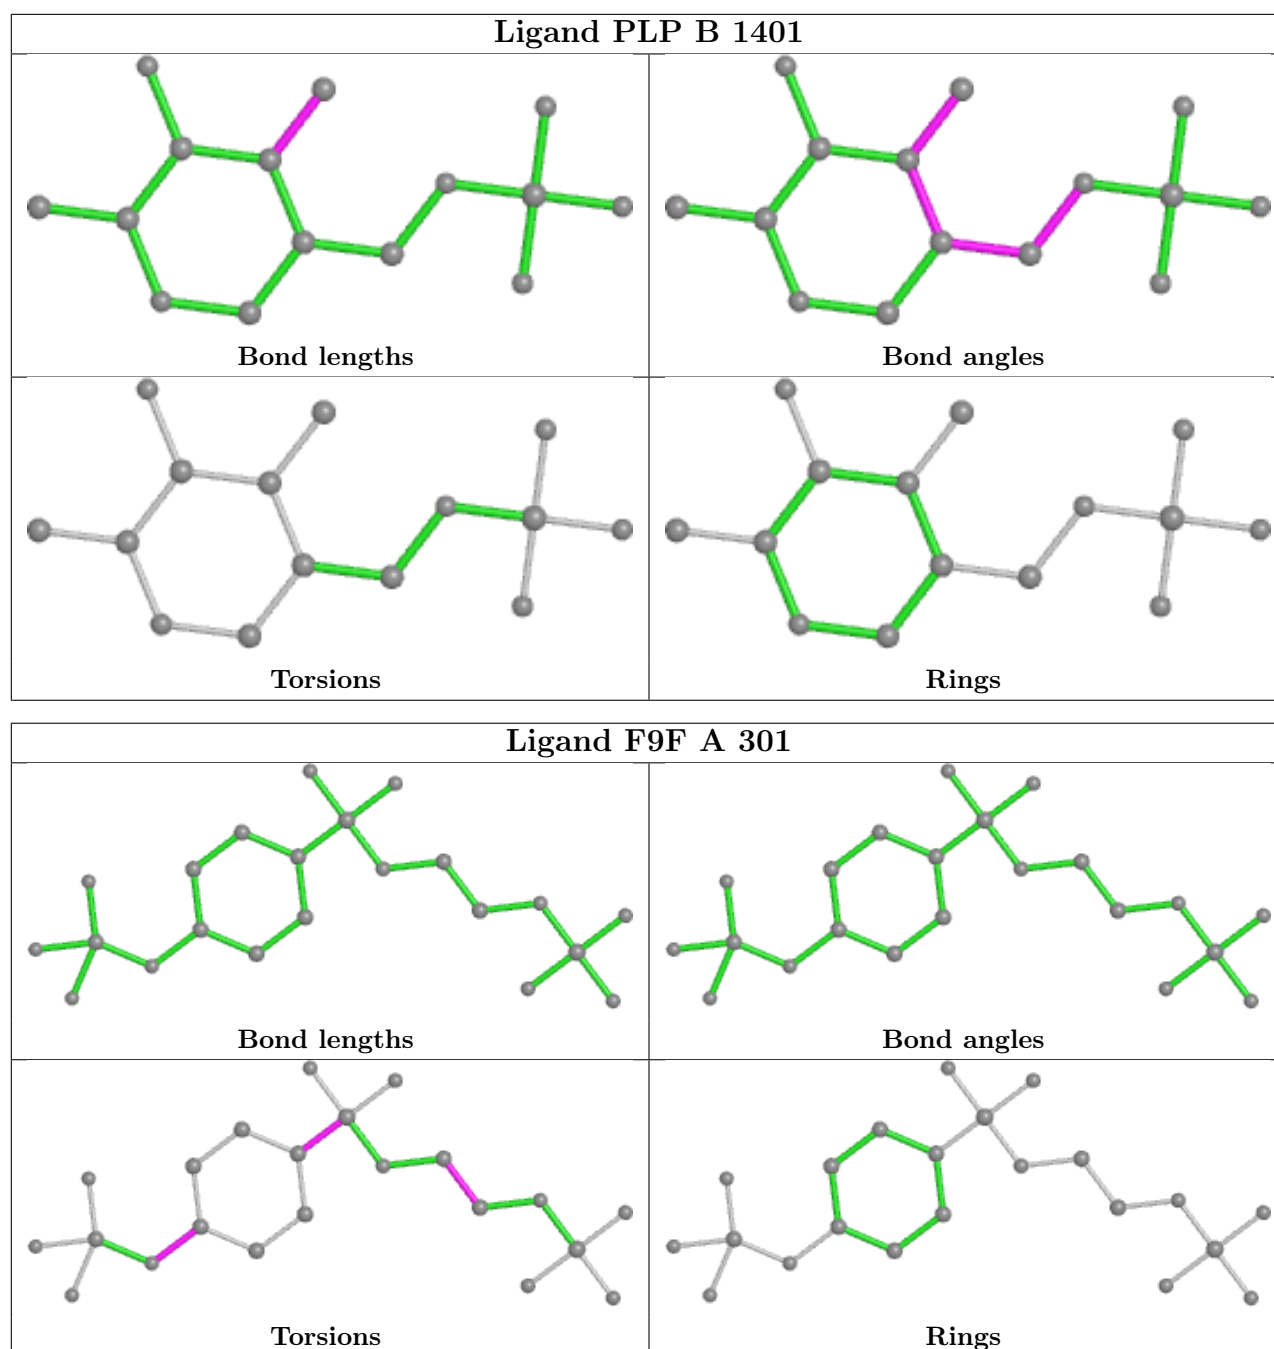 Ligand PLP B 1401
Bond lengths
Bond angles
Torsions
Rings
Ligand F9F A 301
Bond lengths
Bond angles
Torsions
Rings